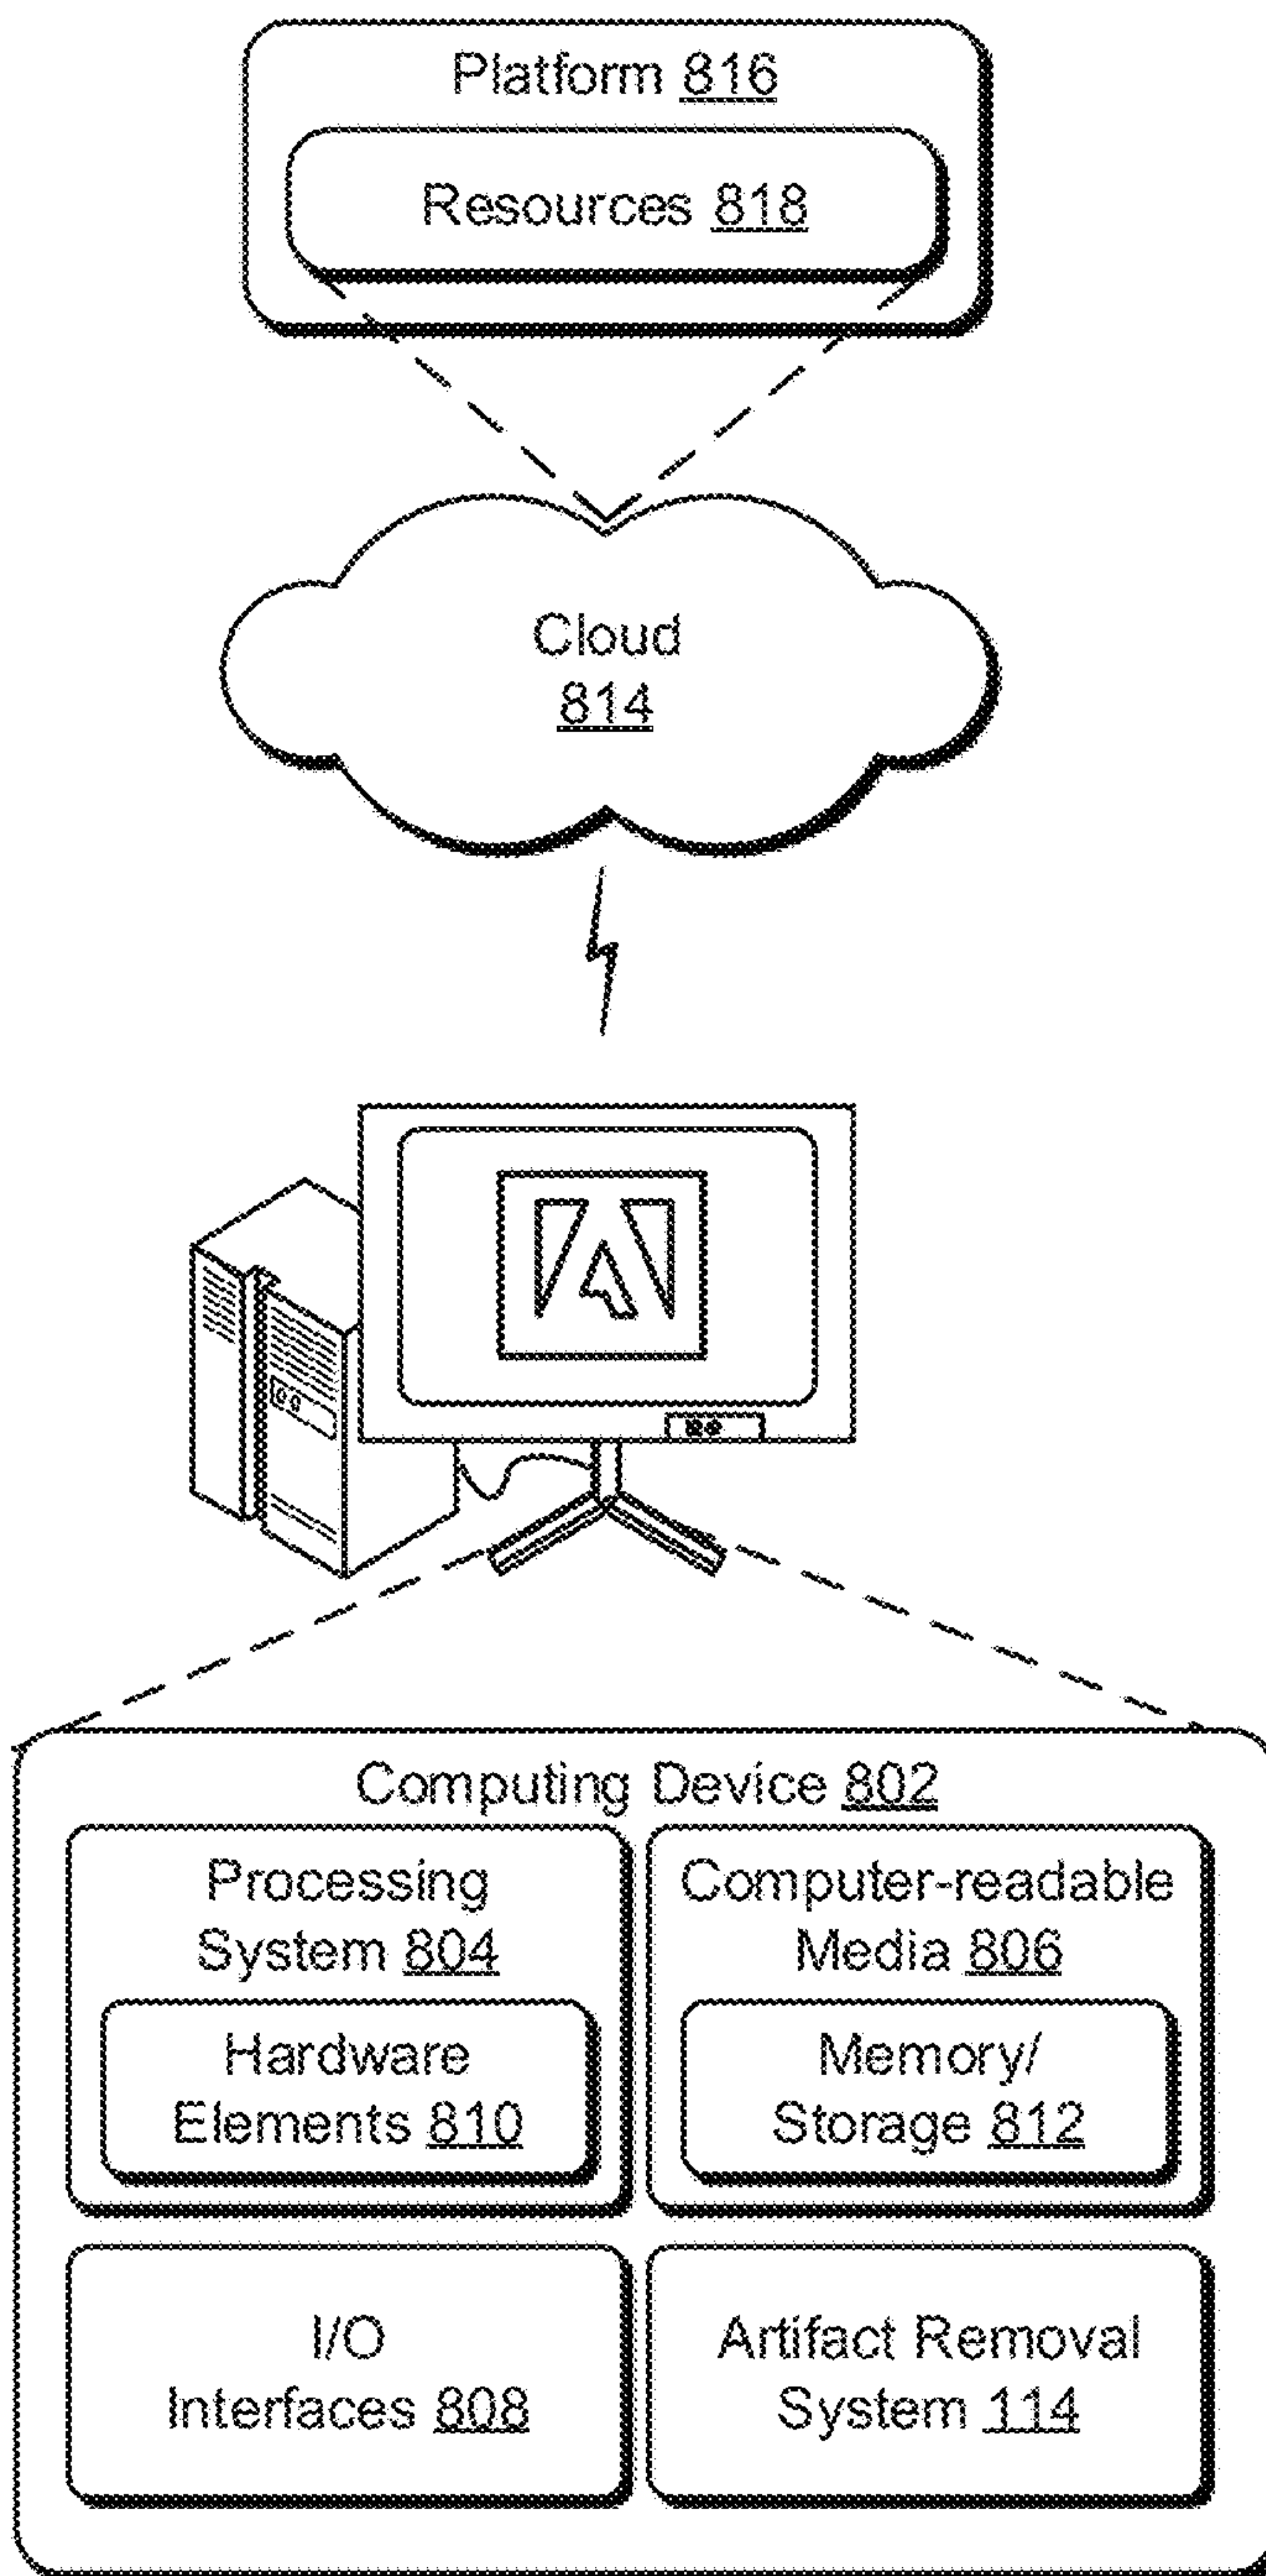 Platform 816
Resources 818
Cloud
814
Computing Device 802
Processing
System 804
Hardware
Elements 810
Computer-readable
Media 806
Memory/
Storage 812
I/O
Interfaces 808
Artifact Removal
System 114